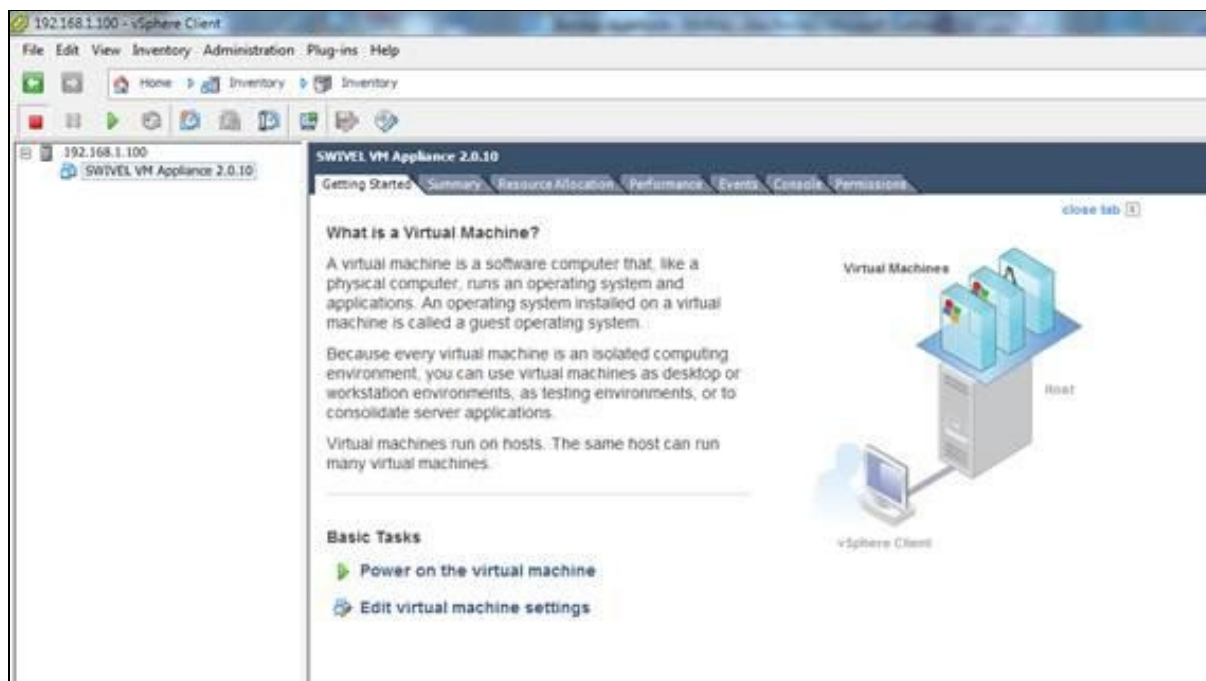 192.168.1.100 - vSphere Client
File Edit View Inventory Administration Plug-ins Help
Home Inventory Inventory
192.168.1.100
SWIVEL VM Appliance 2.0.10
SWIVEL VM Appliance 2.0.10
Getting Started Summary Resource Allocation Performance Events Console Permissions
close tab
What is a Virtual Machine?
A virtual machine is a software computer that, like a
physical computer, runs an operating system and
applications. An operating system installed on a virtual
machine is called a guest operating system.
Because every virtual machine is an isolated computing
environment, you can use virtual machines as desktop or
workstation environments, as testing environments, or to
consolidate server applications.
Virtual machines run on hosts. The same host can run
many virtual machines.
Virtual Machines
Host
vSphere Client
Basic Tasks
Power on the virtual machine
Edit virtual machine settings